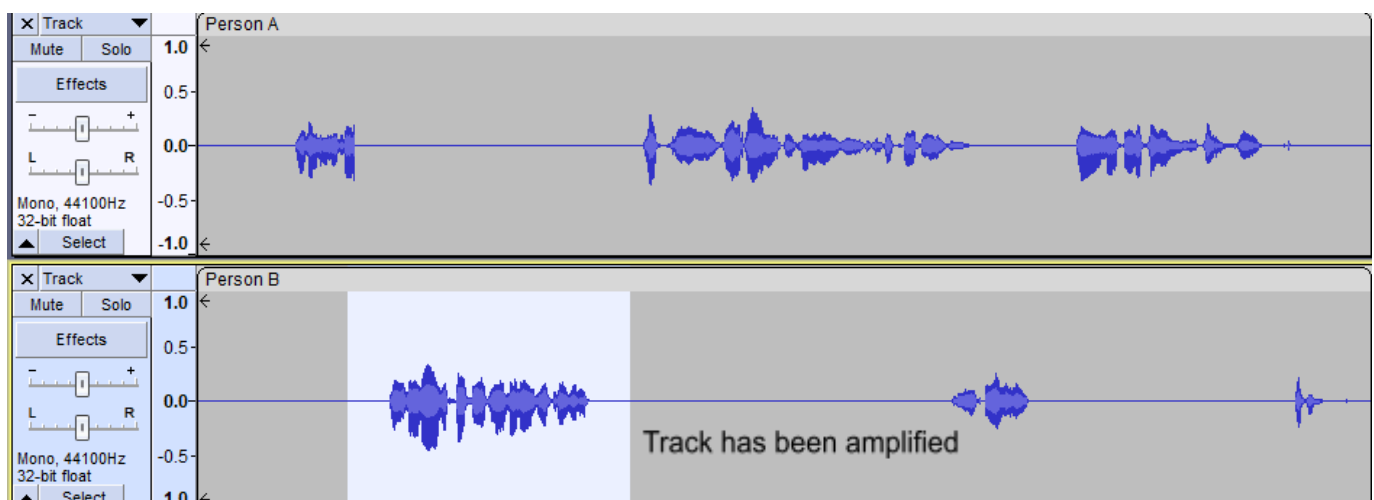 × Track ▼ Person A
Mute Solo 1.0
Effects 0.5
- + 0.0
L R
Mono, 44100Hz -0.5
32-bit float
▲ Select -1.0
× Track ▼ Person B
Mute Solo 1.0
Effects 0.5
- + 0.0
L R
Track has been amplified
Mono, 44100Hz -0.5
32-bit float
Select 1.0